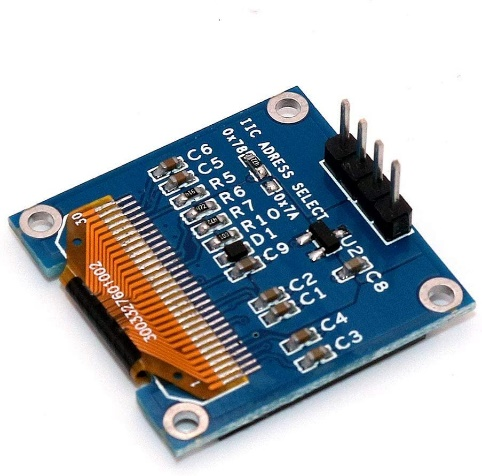 IIC ADRESS SELECT
0x78
0x7A
C6
C5
R5
R6
R7
R10
D1
C9
U2
C8
C2
C1
C4
C3
30
3003327601002
1